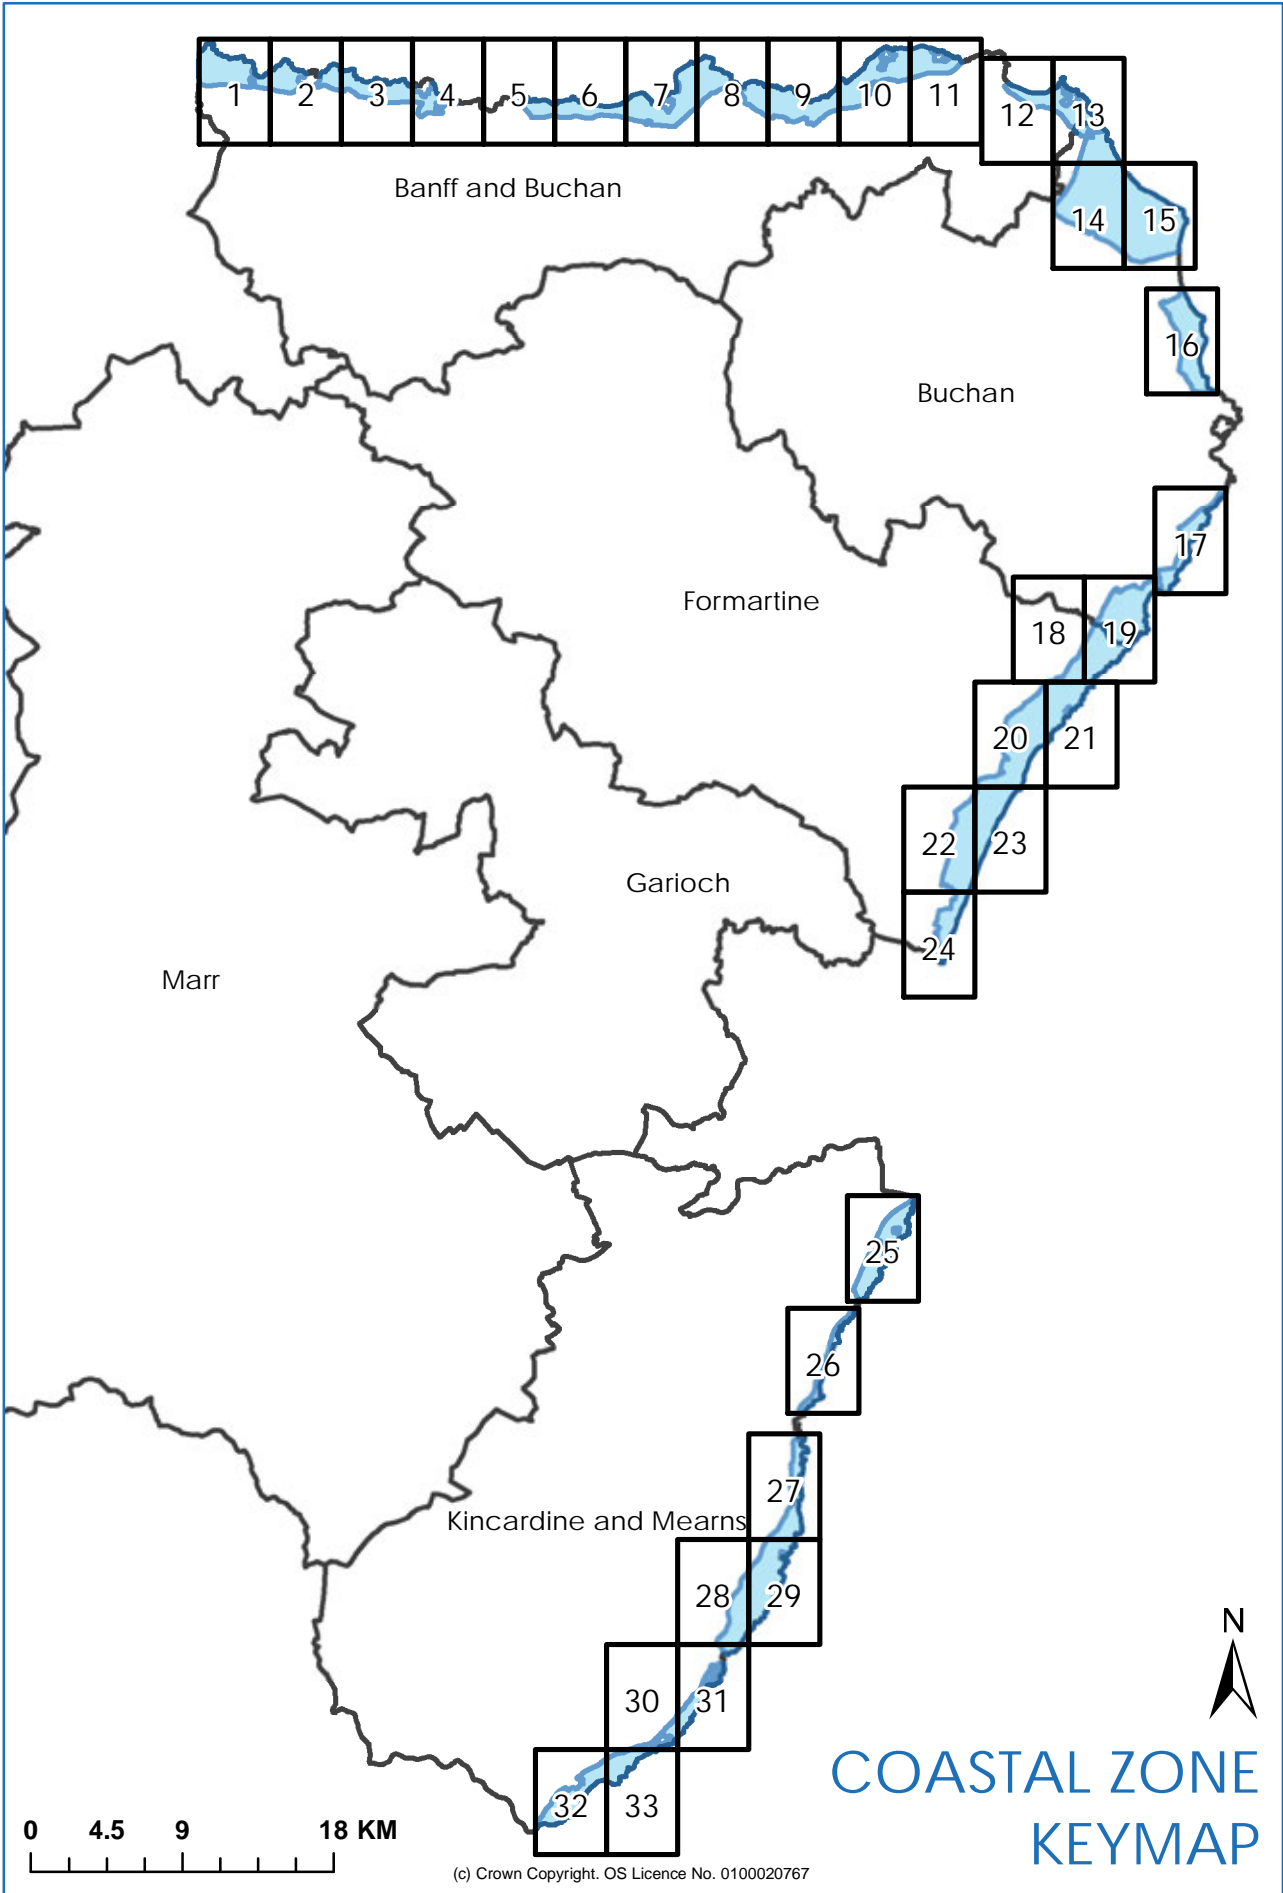 1 2 3 4 5 6 7 8 9 10 11
12 13
Banff and Buchan
14 15
16
Buchan
17
Formartine
18 19
20 21
22 23
Garioch
24
Marr
25
26
27
Kincardine and Mearns
28 29
N
30 31
COASTAL ZONE
KEYMAP
32 33
0 4.5 9 18 KM
(c) Crown Copyright. OS Licence No. 0100020767